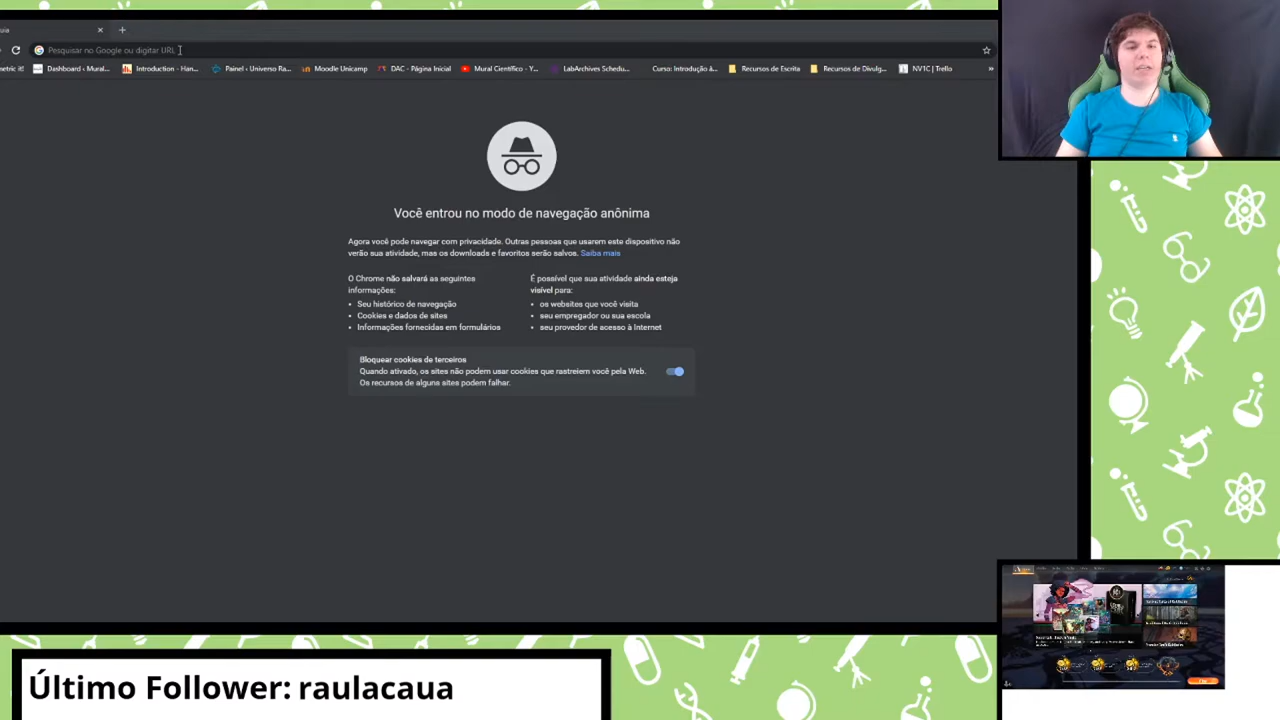 uia
Pesquisar no Google ou digitar URL
metric it!
Dashboard ‹ Mural...
Introduction - Han...
Painel ‹ Universo Ra...
Moodle Unicamp
DAC - Página Inicial
Mural Científico - Y...
LabArchives Schedu...
Curso: Introdução à...
Recursos de Escrita
Recursos de Divulg...
NV1C | Trello
»
Você entrou no modo de navegação anônima
Agora você pode navegar com privacidade. Outras pessoas que usarem este dispositivo não
verão sua atividade, mas os downloads e favoritos serão salvos. Saiba mais
O Chrome não salvará as seguintes
informações:
• Seu histórico de navegação
• Cookies e dados de sites
• Informações fornecidas em formulários
É possível que sua atividade ainda esteja
visível para:
• os websites que você visita
• seu empregador ou sua escola
• seu provedor de acesso à Internet
Bloquear cookies de terceiros
Quando ativado, os sites não podem usar cookies que rastreiem você pela Web.
Os recursos de alguns sites podem falhar.
Último Follower: raulacaua